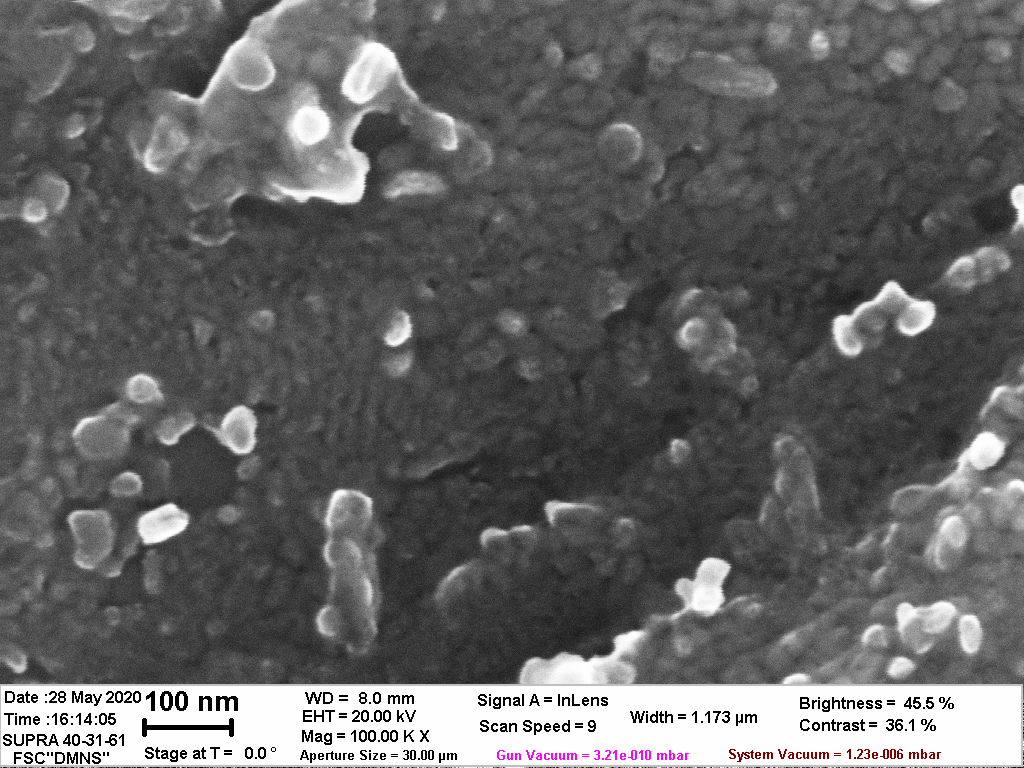 Date :28 May 2020
Time :16:14:05
SUPRA 40-31-61
FSC"DMNS"
100 nm
Stage at T = 0.0 °
WD = 8.0 mm
EHT = 20.00 kV
Mag = 100.00 K X
Aperture Size = 30.00 µm
Signal A = InLens
Scan Speed = 9
Width = 1.173 µm
Gun Vacuum = 3.21e-010 mbar
Brightness = 45.5 %
Contrast = 36.1 %
System Vacuum = 1.23e-006 mbar